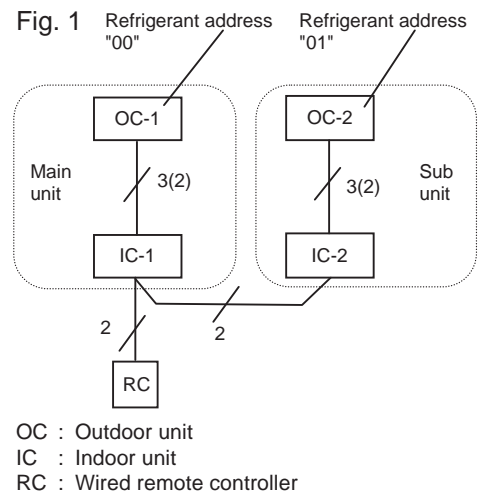 Fig. 1
Refrigerant address
"00"
Refrigerant address
"01"
OC-1
OC-2
Main
unit
3(2)
3(2)
Sub
unit
IC-1
IC-2
2
2
RC
OC : Outdoor unit
IC : Indoor unit
RC : Wired remote controller